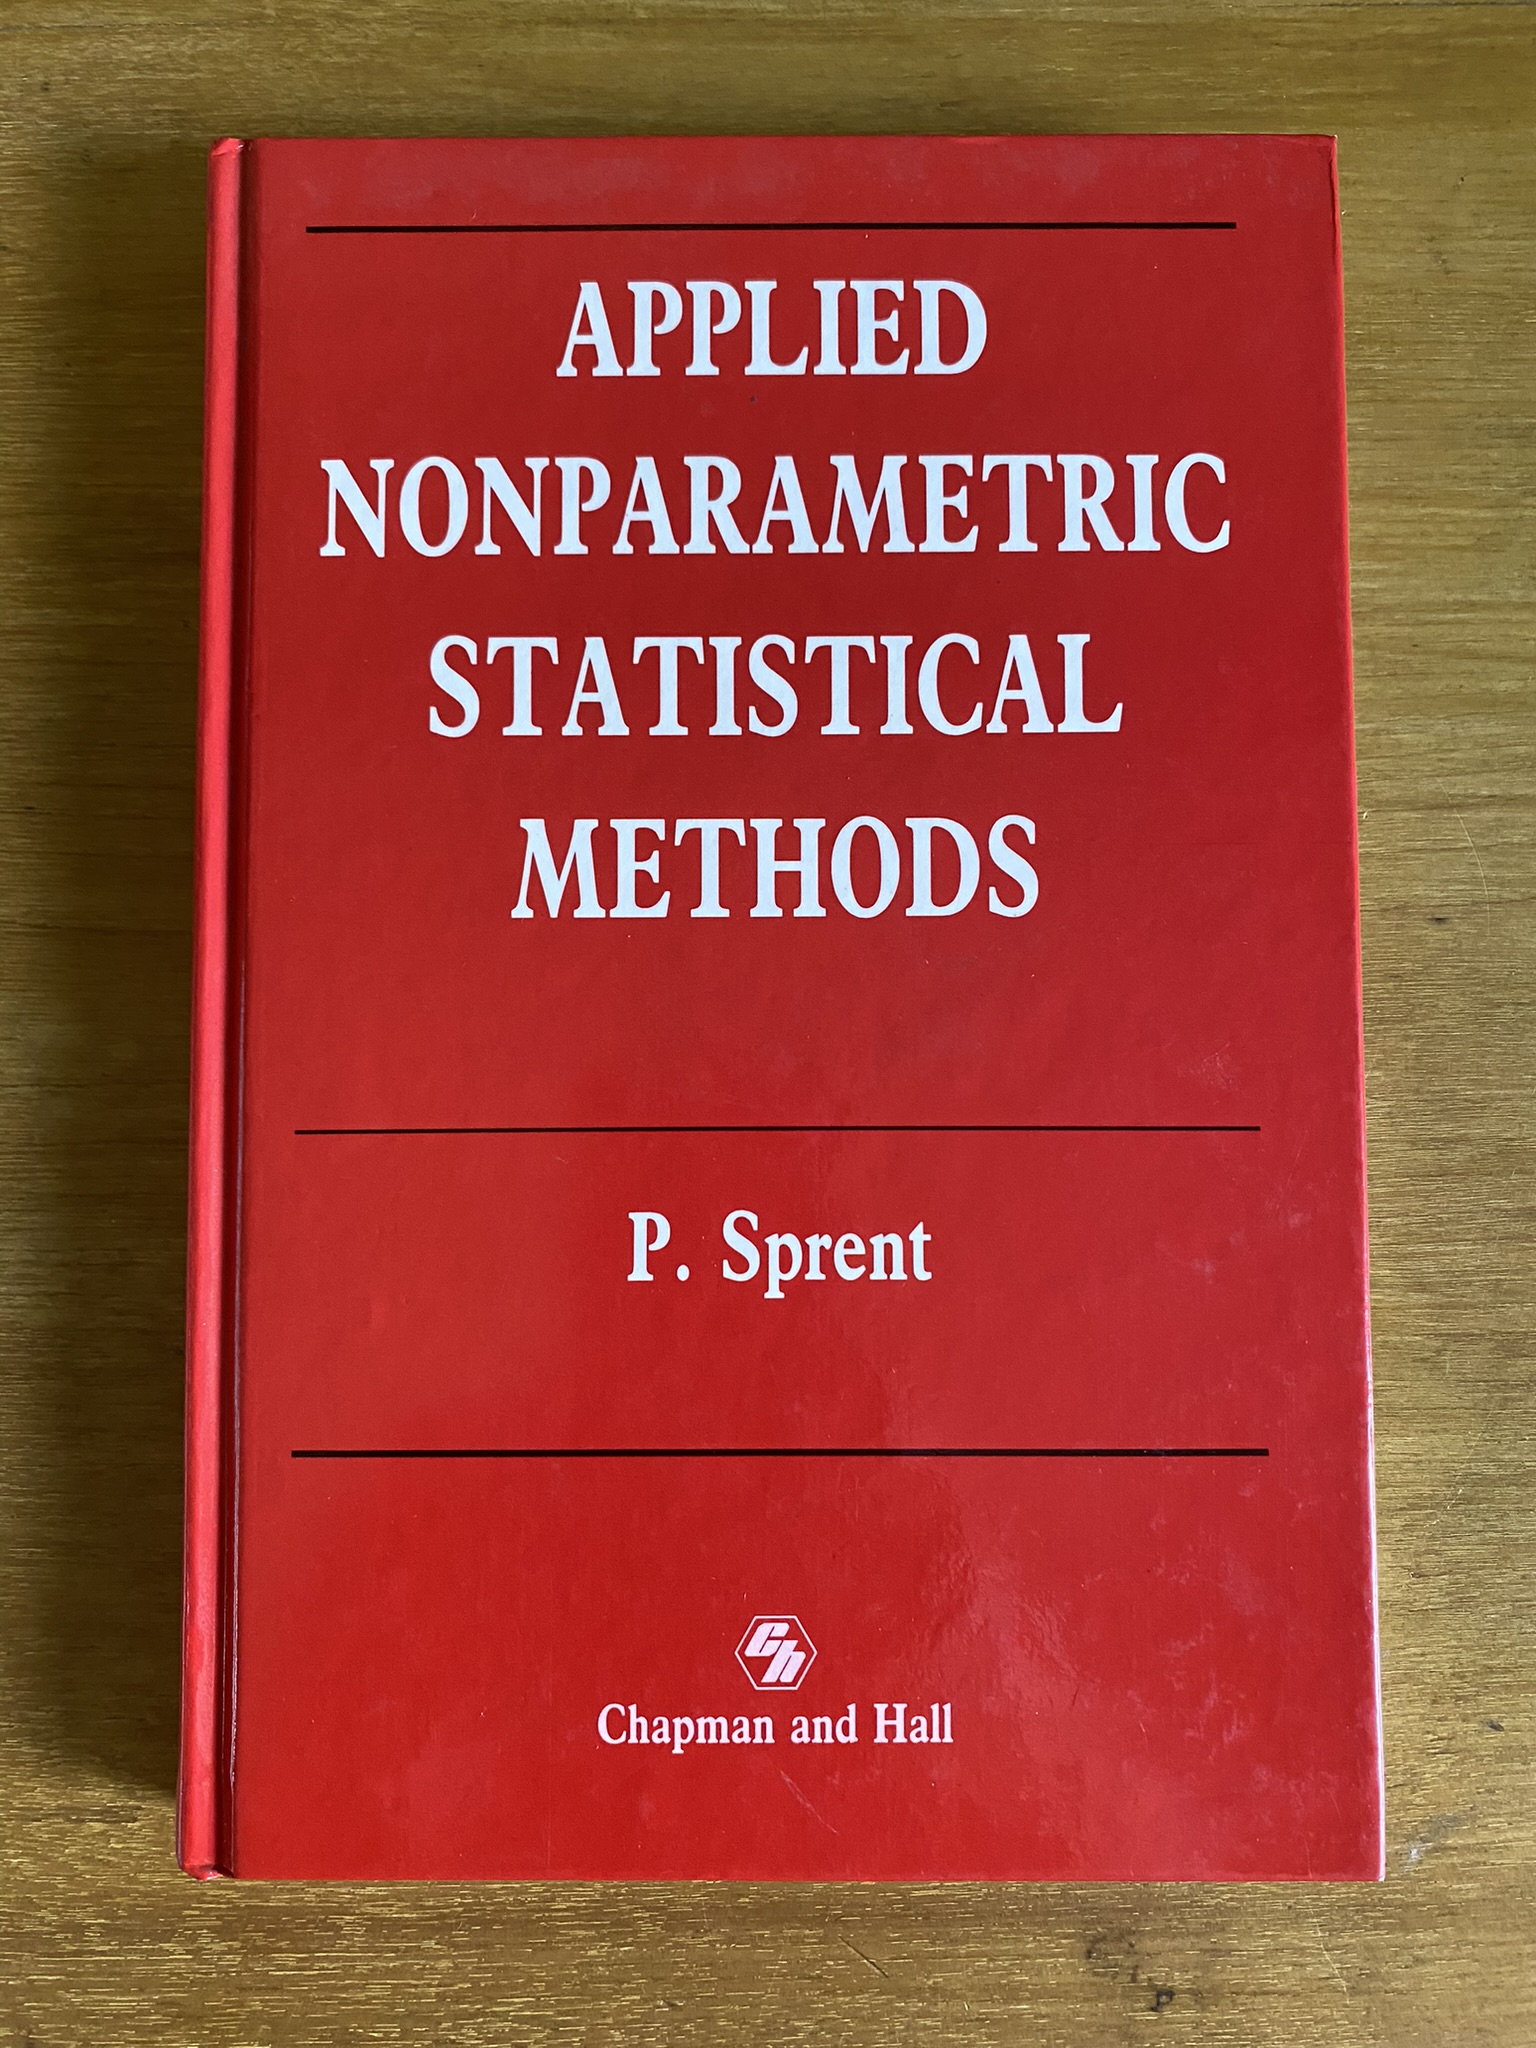 APPLIED
NONPARAMETRIC
STATISTICAL
METHODS
P. Sprent
ch
Chapman and Hall